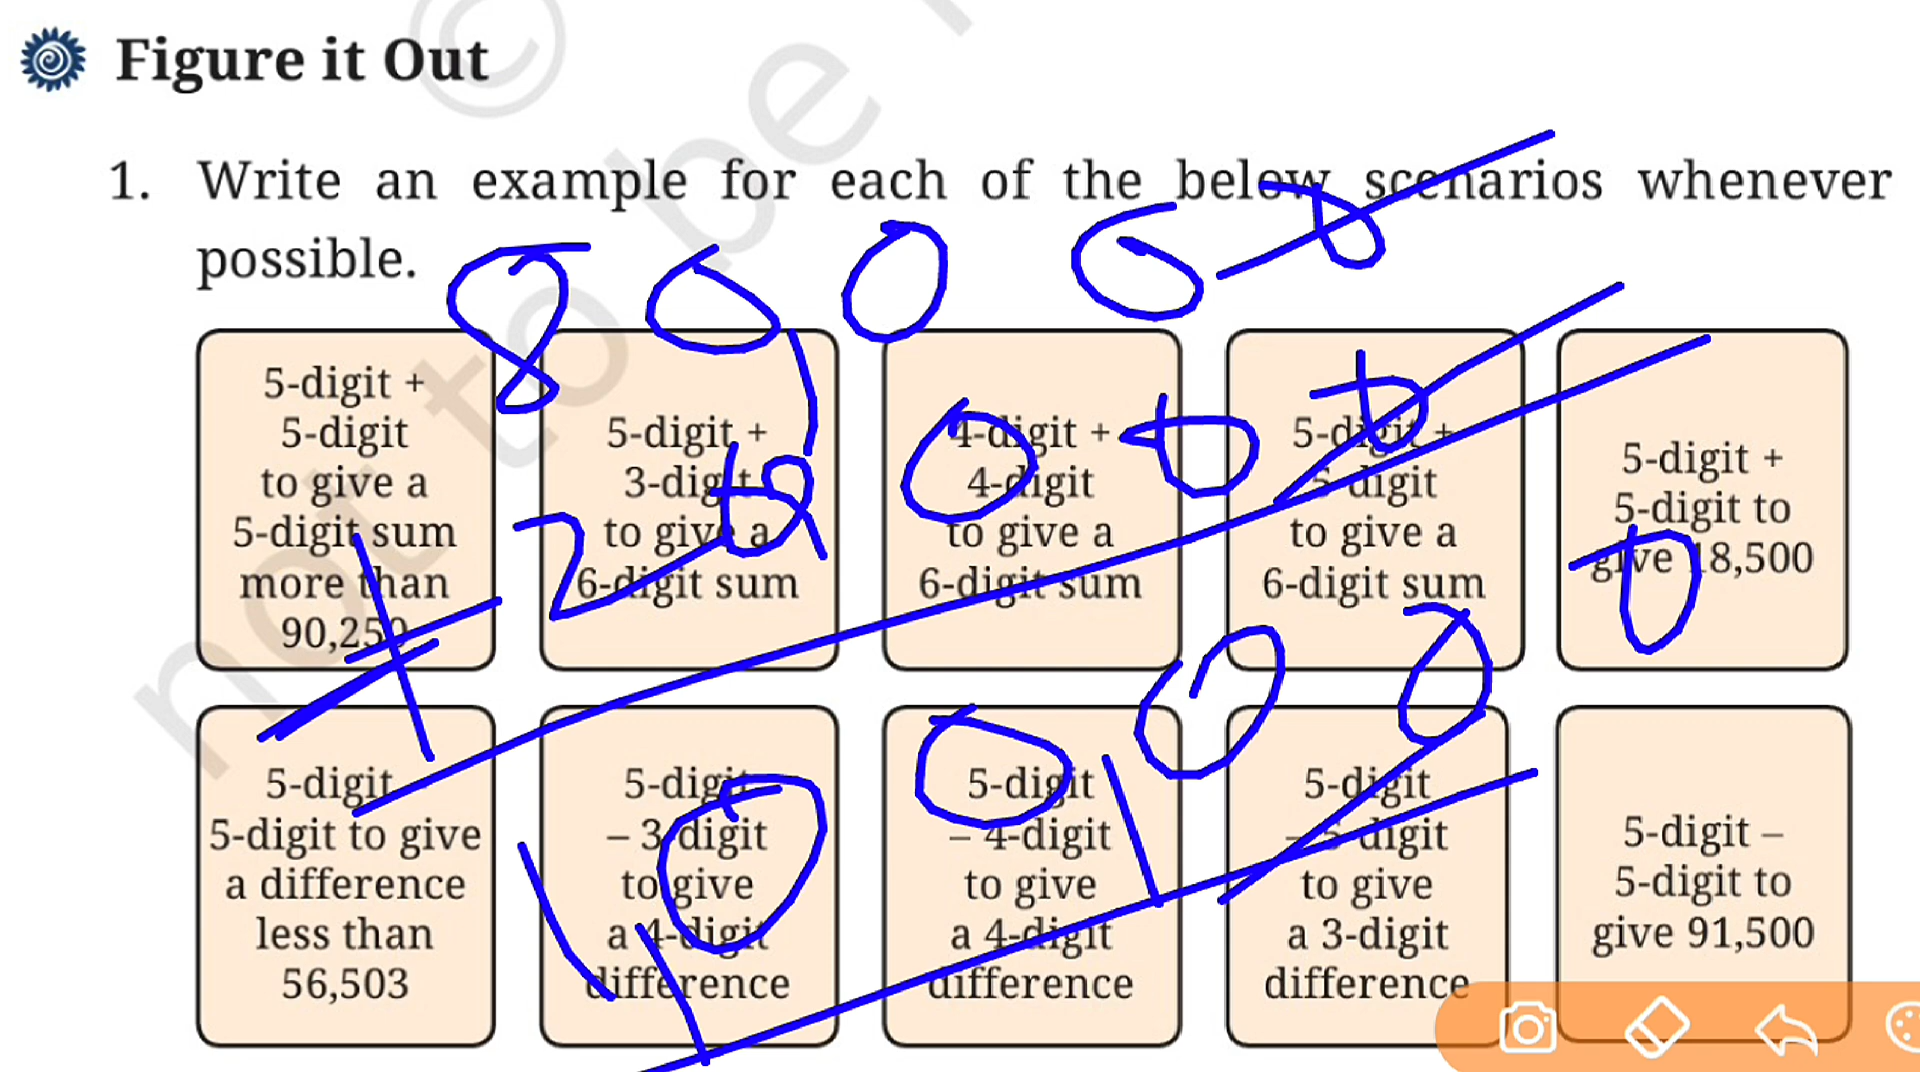 Figure it Out
1. Write an example for each of the below scenarios whenever
possible.
5-digit +
5-digit
to give a
5-digit sum
more than
90,250
5-digit +
3-digit
to give a
6-digit sum
4-digit +
4-digit
to give a
6-digit sum
5-digit +
5-digit
to give a
6-digit sum
5-digit +
5-digit to
give 18,500
5-digit
5-digit to give
a difference
less than
56,503
5-digit
– 3-digit
to give
a 4-digit
difference
5-digit
– 4-digit
to give
a 4-digit
difference
5-digit
– 5-digit
to give
a 3-digit
difference
5-digit –
5-digit to
give 91,500
© not to be